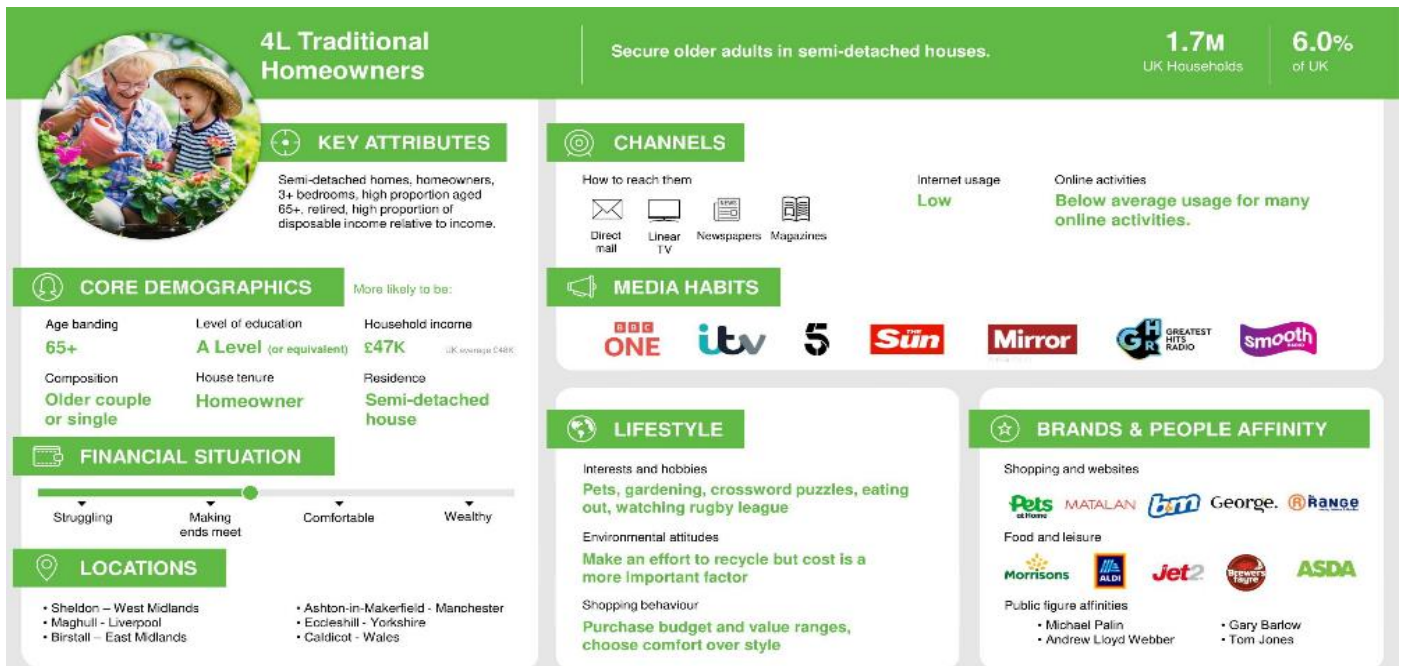 4L Traditional
Homeowners
Secure older adults in semi-detached houses.
1.7M
UK Households
6.0%
of UK
KEY ATTRIBUTES
Semi-detached homes, homeowners,
3+ bedrooms, high proportion aged
65+, retired, high proportion of
disposable income relative to income.
CORE DEMOGRAPHICS
More likely to be:
Age banding
65+
Level of education
A Level (or equivalent)
Household income
£47K
UK average £48K
Composition
Older couple
or single
House tenure
Homeowner
Residence
Semi-detached
house
FINANCIAL SITUATION
Struggling
Making
ends meet
Comfortable
Wealthy
LOCATIONS
• Sheldon – West Midlands
• Maghull - Liverpool
• Birstall – East Midlands
• Ashton-in-Makerfield - Manchester
• Eccleshill - Yorkshire
• Caldicot - Wales
CHANNELS
How to reach them
NEWS
Direct
mail
Linear
TV
Newspapers
Magazines
Internet usage
Low
Online activities
Below average usage for many
online activities.
MEDIA HABITS
BBC
ONE
itv
5
THE
Sun
Mirror
GHR
GREATEST
HITS
RADIO
smooth
RADIO
LIFESTYLE
Interests and hobbies
Pets, gardening, crossword puzzles, eating
out, watching rugby league
Environmental attitudes
Make an effort to recycle but cost is a
more important factor
Shopping behaviour
Purchase budget and value ranges,
choose comfort over style
BRANDS & PEOPLE AFFINITY
Shopping and websites
Pets
at Home
MATALAN
b&m
George.
RANGE
Food and leisure
Morrisons
ALDI
Jet2
Brewers
fayre
ASDA
Public figure affinities
• Michael Palin
• Andrew Lloyd Webber
• Gary Barlow
• Tom Jones